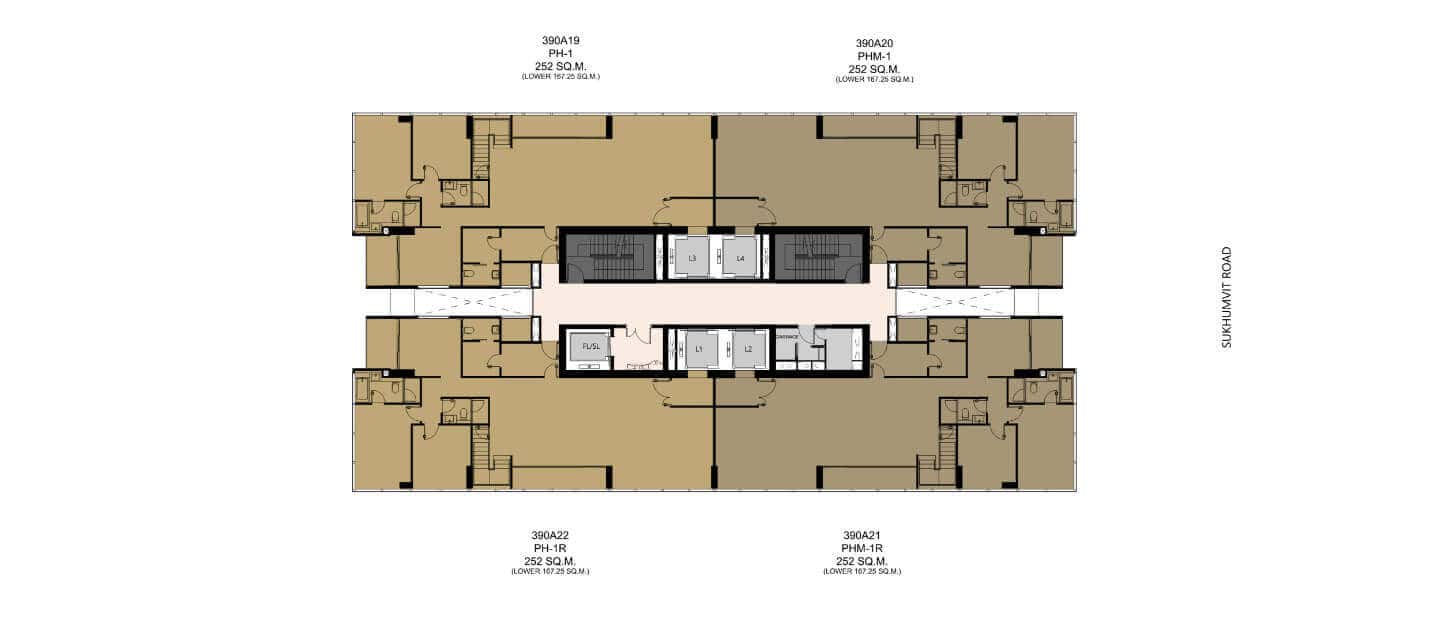 390A19
PH-1
252 SQ.M.
(LOWER 167.25 SQ.M.)
390A20
PHM-1
252 SQ.M.
(LOWER 167.25 SQ.M.)
L3
L4
SUKHUMVIT ROAD
FL/SL
L1
L2
390A22
PH-1R
252 SQ.M.
(LOWER 167.25 SQ.M.)
390A21
PHM-1R
252 SQ.M.
(LOWER 167.25 SQ.M.)